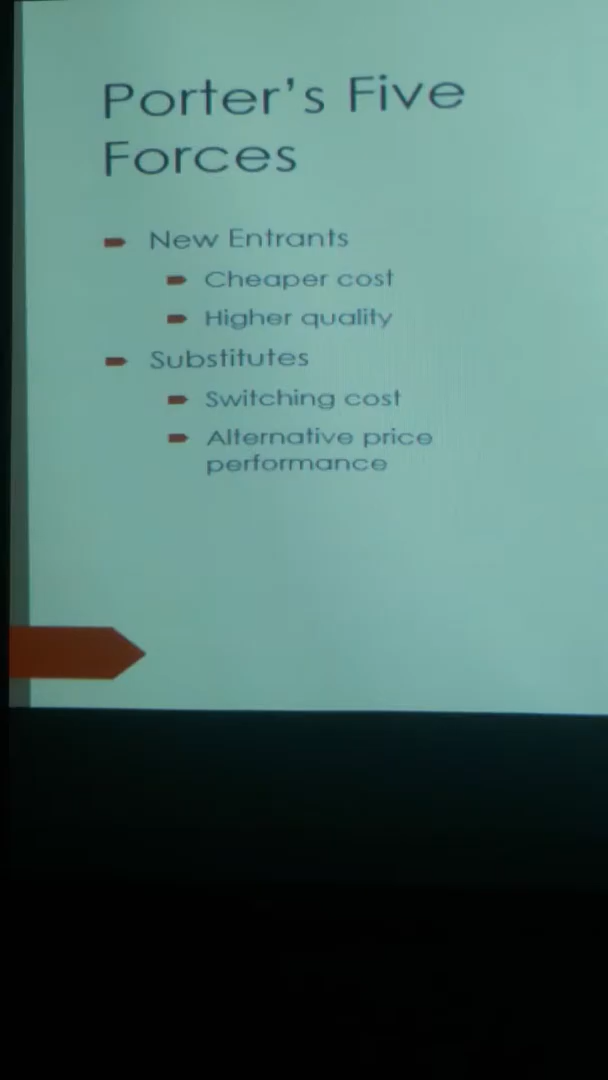 Porter's Five
Forces
New Entrants
Cheaper cost
Higher quality
Substitutes
Switching cost
Alternative price
performance